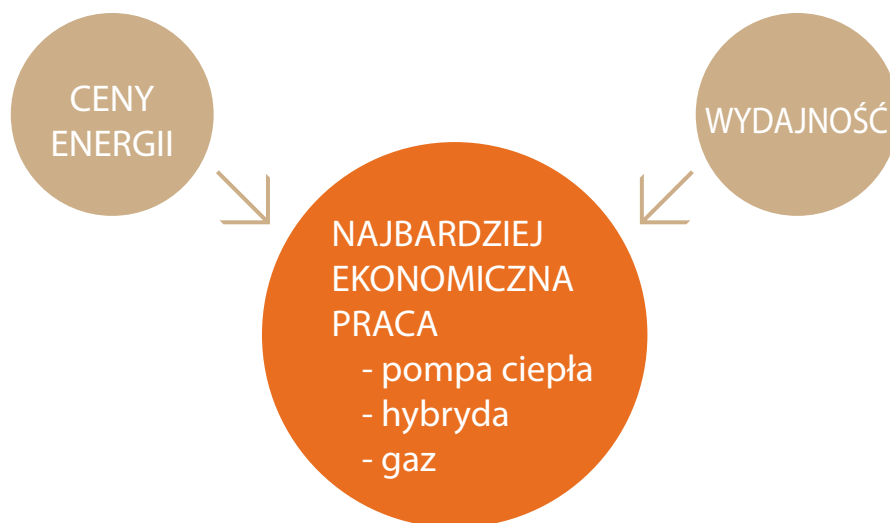 CENY
ENERGII
WYDAJNOŚĆ
NAJBARDZIEJ
EKONOMICZNA
PRACA
- pompa ciepła
- hybryda
- gaz